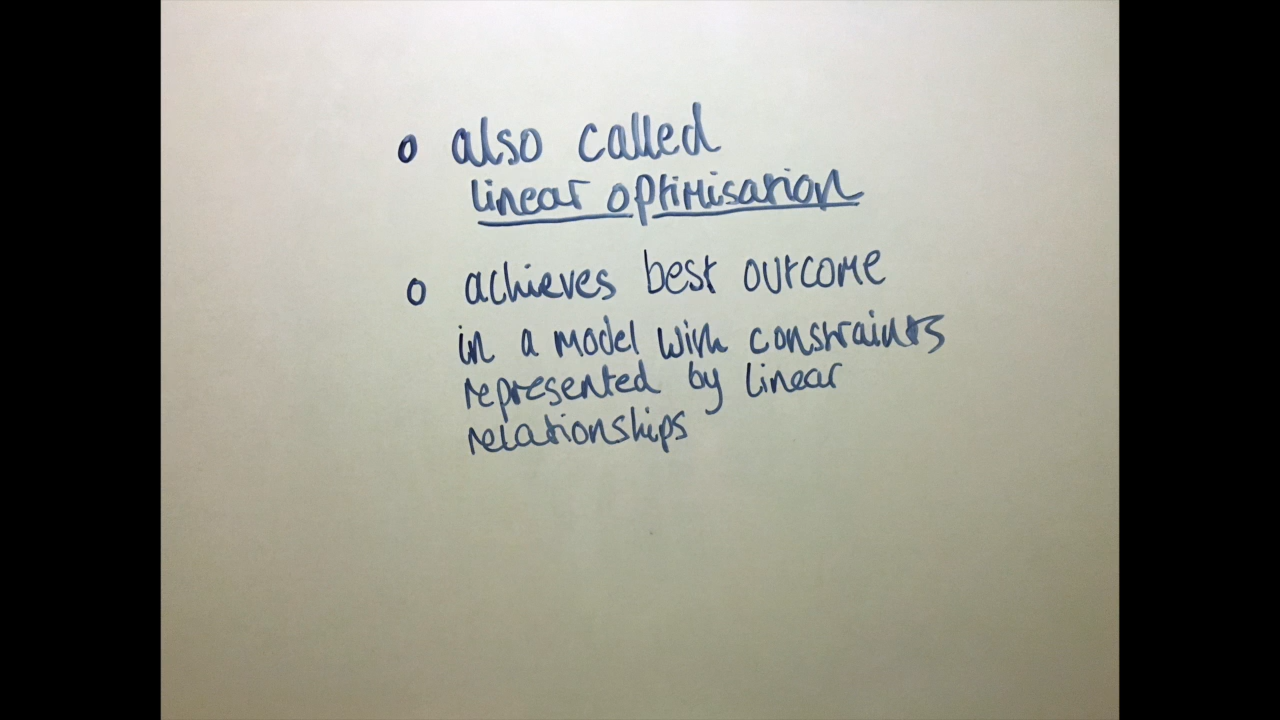 o also called
linear optimisation
o achieves best outcome
in a model with constraints
represented by linear
relationships